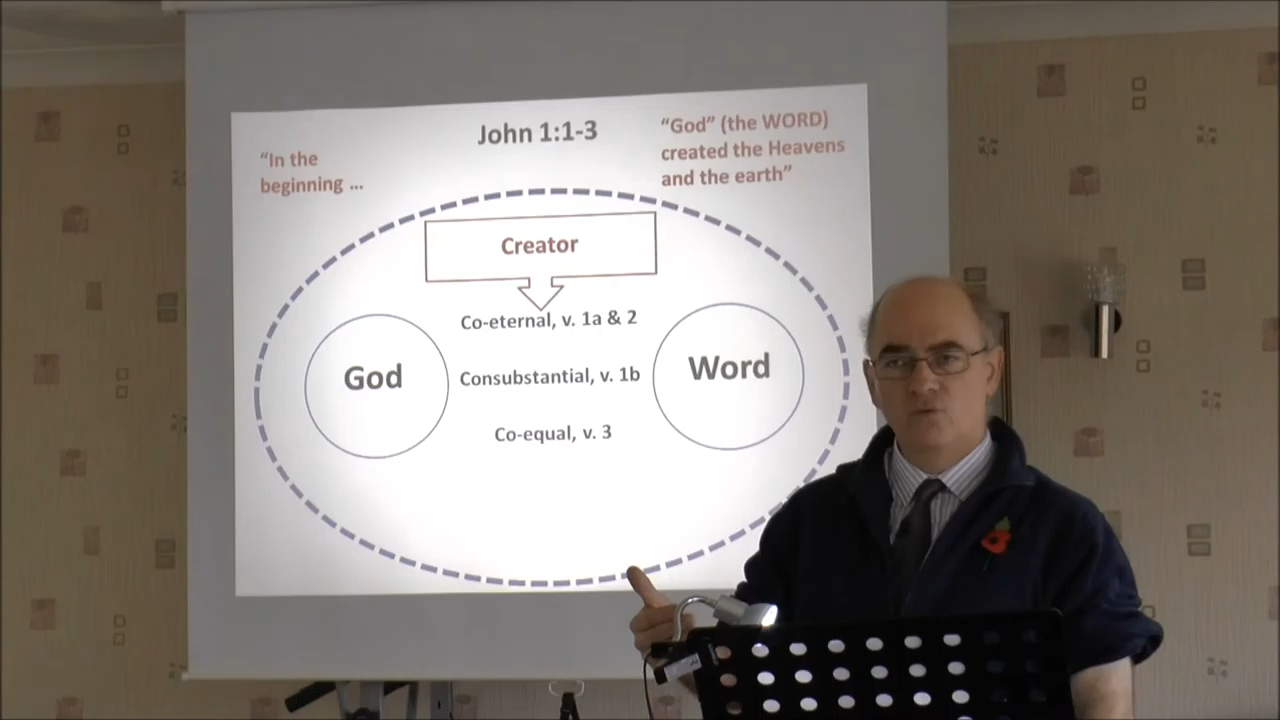 John 1:1-3
"In the
beginning ...
"God" (the WORD)
created the Heavens
and the earth"
Creator
Co-eternal, v. 1a & 2
God
Consubstantial, v. 1b
Word
Co-equal, v. 3